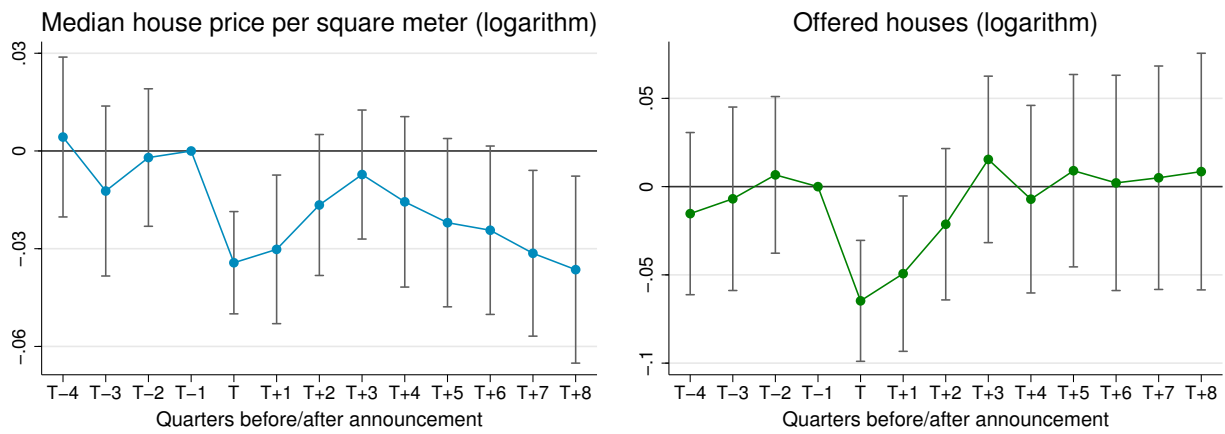 Median house price per square meter (logarithm)
.03
0
−.03
−.06
T−4 T−3 T−2 T−1 T T+1 T+2 T+3 T+4 T+5 T+6 T+7 T+8
Quarters before/after announcement
Offered houses (logarithm)
.05
0
−.05
−.1
T−4 T−3 T−2 T−1 T T+1 T+2 T+3 T+4 T+5 T+6 T+7 T+8
Quarters before/after announcement